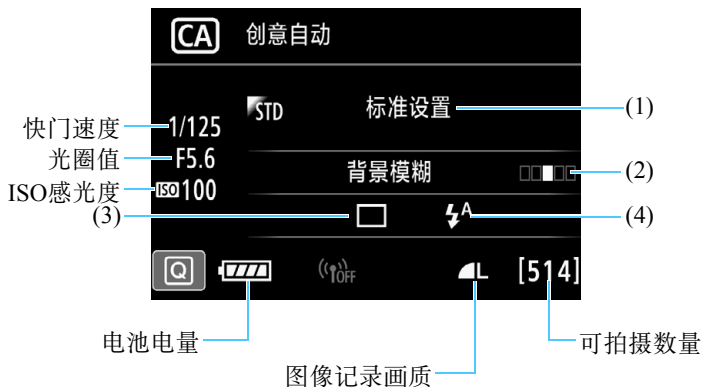 CA 创意自动
STD 标准设置 (1)
快门速度 1/125
光圈值 F5.6
背景模糊 (2)
ISO感光度 ISO 100
(3) A (4)
Q OFF L [514]
电池电量 可拍摄数量
图像记录画质